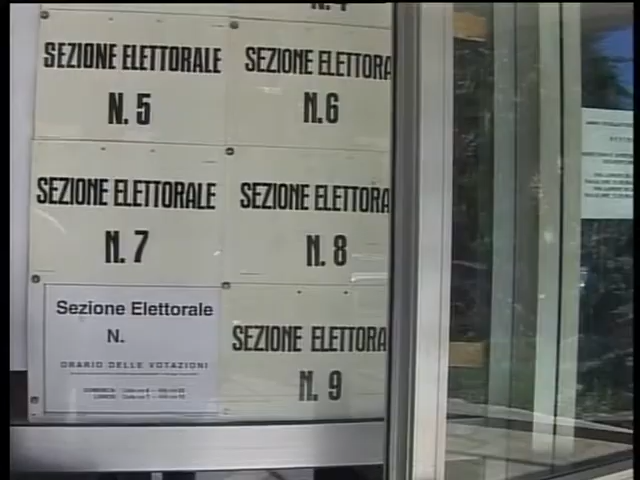 SEZIONE ELETTORALE
N. 5
SEZIONE ELETTORA
N. 6
SEZIONE ELETTORALE
N. 7
SEZIONE ELETTORA
N. 8
Sezione Elettorale
N.
ORARIO DELLE VOTAZIONI
SEZIONE ELETTORA
N. 9